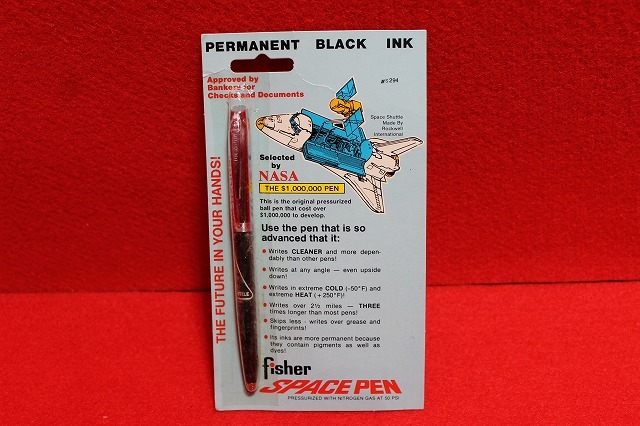 PERMANENT BLACK INK
Approved by
Bankers for
Checks and Documents
#S294
Space Shuttle
Made By
Rockwell
International
Selected
by
NASA
THE $1,000,000 PEN
This is the original pressurized
ball pen that cost over
$1,000,000 to develop.
Use the pen that is so
advanced that it:
• Writes CLEANER and more depen-
dably than other pens!
• Writes at any angle — even upside
down!
• Writes in extreme COLD (-50°F) and
extreme HEAT (+250°F)!
• Writes over 2½ miles — THREE
times longer than most pens!
• Skips less - writes over grease and
fingerprints!
• Its inks are more permanent because
they contain pigments as well as
dyes!
THE FUTURE IN YOUR HANDS!
fisher
SPACE PEN
PRESSURIZED WITH NITROGEN GAS AT 50 PSI